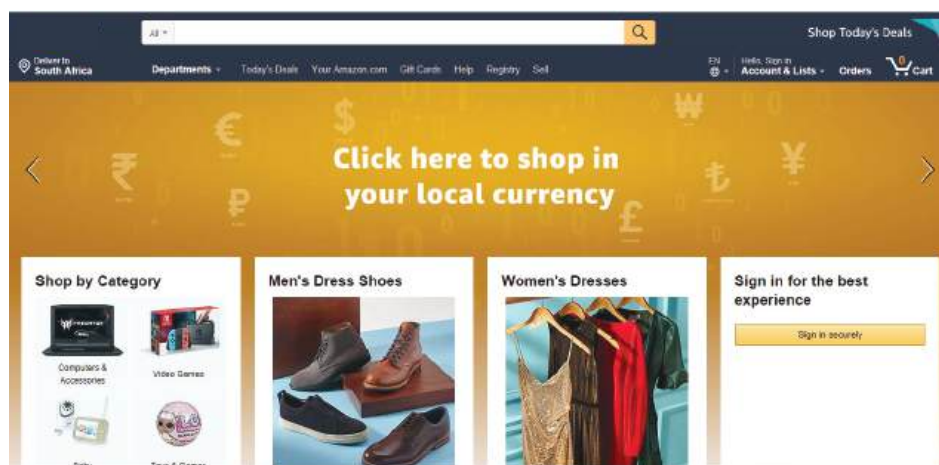 All
Shop Today's Deals
Deliver to
South Africa
Departments
Today's Deals Your Amazon.com Gift Cards Help Registry Sell
EN
Hello, Sign in
Account & Lists
Orders
0
Cart
₹ € ₽ $ ₩ £ ₺ ¥
Click here to shop in
your local currency
Shop by Category
Computers &
Accessories
Video Games
Men's Dress Shoes
Women's Dresses
Sign in for the best
experience
Sign in securely